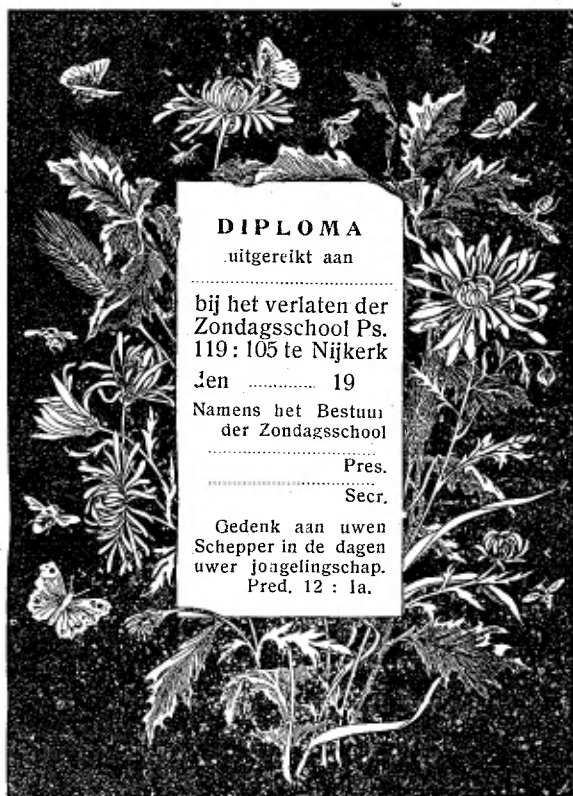 DIPLOMA
uitgereikt aan
bij het verlaten der
Zondagsschool Ps.
119 : 105 te Nijkerk
den ............ 19
Namens het Bestuur
der Zondagsschool
Pres.
Secr.
Gedenk aan uwen
Schepper in de dagen
uwer jongelingschap.
Pred. 12 : 1a.